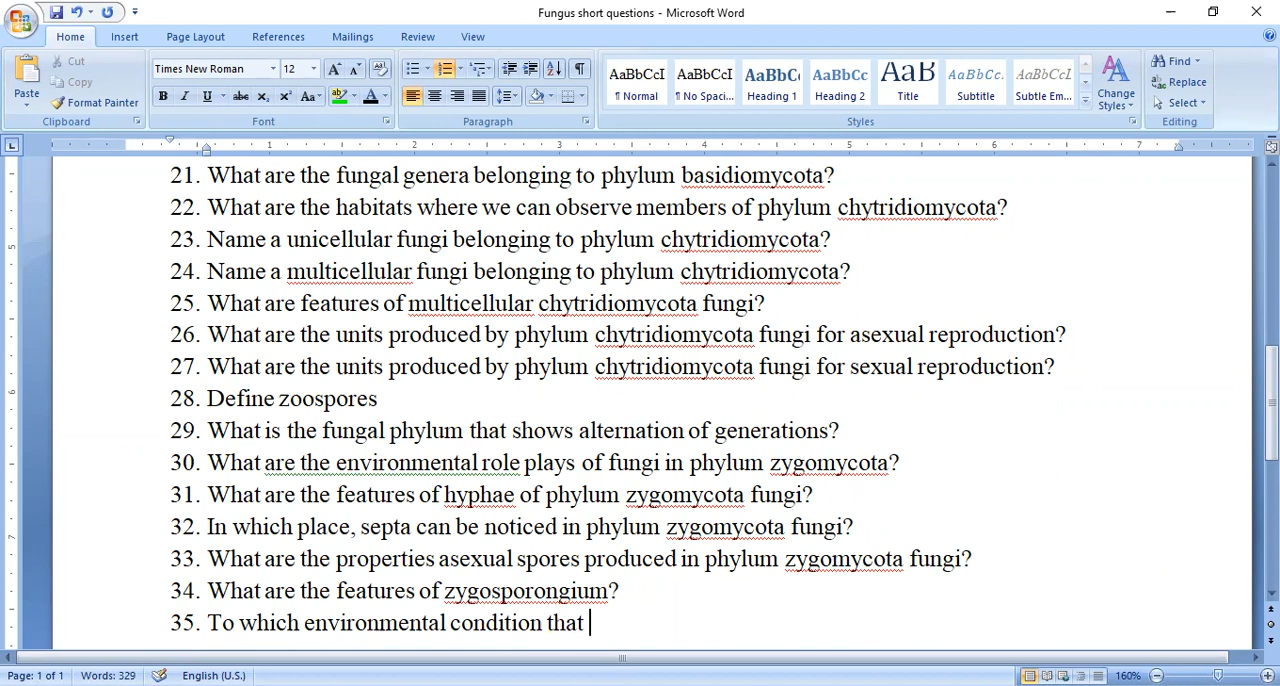 Fungus short questions - Microsoft Word
Home Insert Page Layout References Mailings Review View
Paste
Cut
Copy
Format Painter
Clipboard
Times New Roman 12
Font
Paragraph
AaBbCcI AaBbCcI AaBbC AaBbCc AaB AaBbCc. AaBbCcI
¶ Normal ¶ No Spaci... Heading 1 Heading 2 Title Subtitle Subtle Em...
Change Styles
Styles
Find
Replace
Select
Editing
1 2 3 4 5 6 7
21. What are the fungal genera belonging to phylum basidiomycota?
22. What are the habitats where we can observe members of phylum chytridiomycota?
23. Name a unicellular fungi belonging to phylum chytridiomycota?
24. Name a multicellular fungi belonging to phylum chytridiomycota?
25. What are features of multicellular chytridiomycota fungi?
26. What are the units produced by phylum chytridiomycota fungi for asexual reproduction?
27. What are the units produced by phylum chytridiomycota fungi for sexual reproduction?
28. Define zoospores
29. What is the fungal phylum that shows alternation of generations?
30. What are the environmental role plays of fungi in phylum zygomycota?
31. What are the features of hyphae of phylum zygomycota fungi?
32. In which place, septa can be noticed in phylum zygomycota fungi?
33. What are the properties asexual spores produced in phylum zygomycota fungi?
34. What are the features of zygosporongium?
35. To which environmental condition that
Page: 1 of 1 Words: 329 English (U.S.) 160%